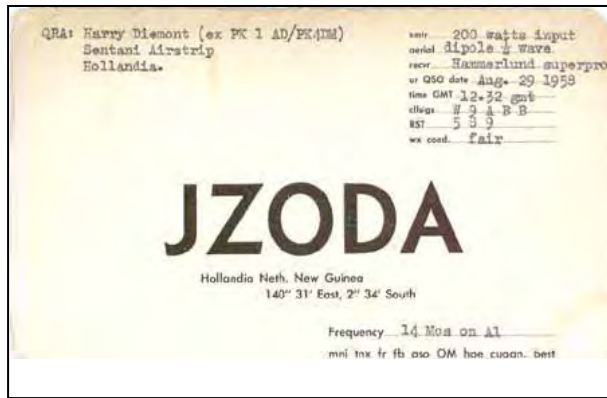 QRA: Harry Diemont (ex PK 1 AD/PK4DM)
Sentani Airstrip
Hollandia.
xmtr 200 watts input
aerial dipole ½ wave
recvr Hammerlund superpro
ur QSO date Aug. 29 1958
time GMT 12.32 gmt
cllsigs W 9 A B B
RST 5 8 9
wx cond. fair
JZODA
Hollandia Neth. New Guinea
140" 31' East, 2" 34' South
Frequency 14 Mcs on A1
mni tnx fr fb qso OM hpe cuagn. best